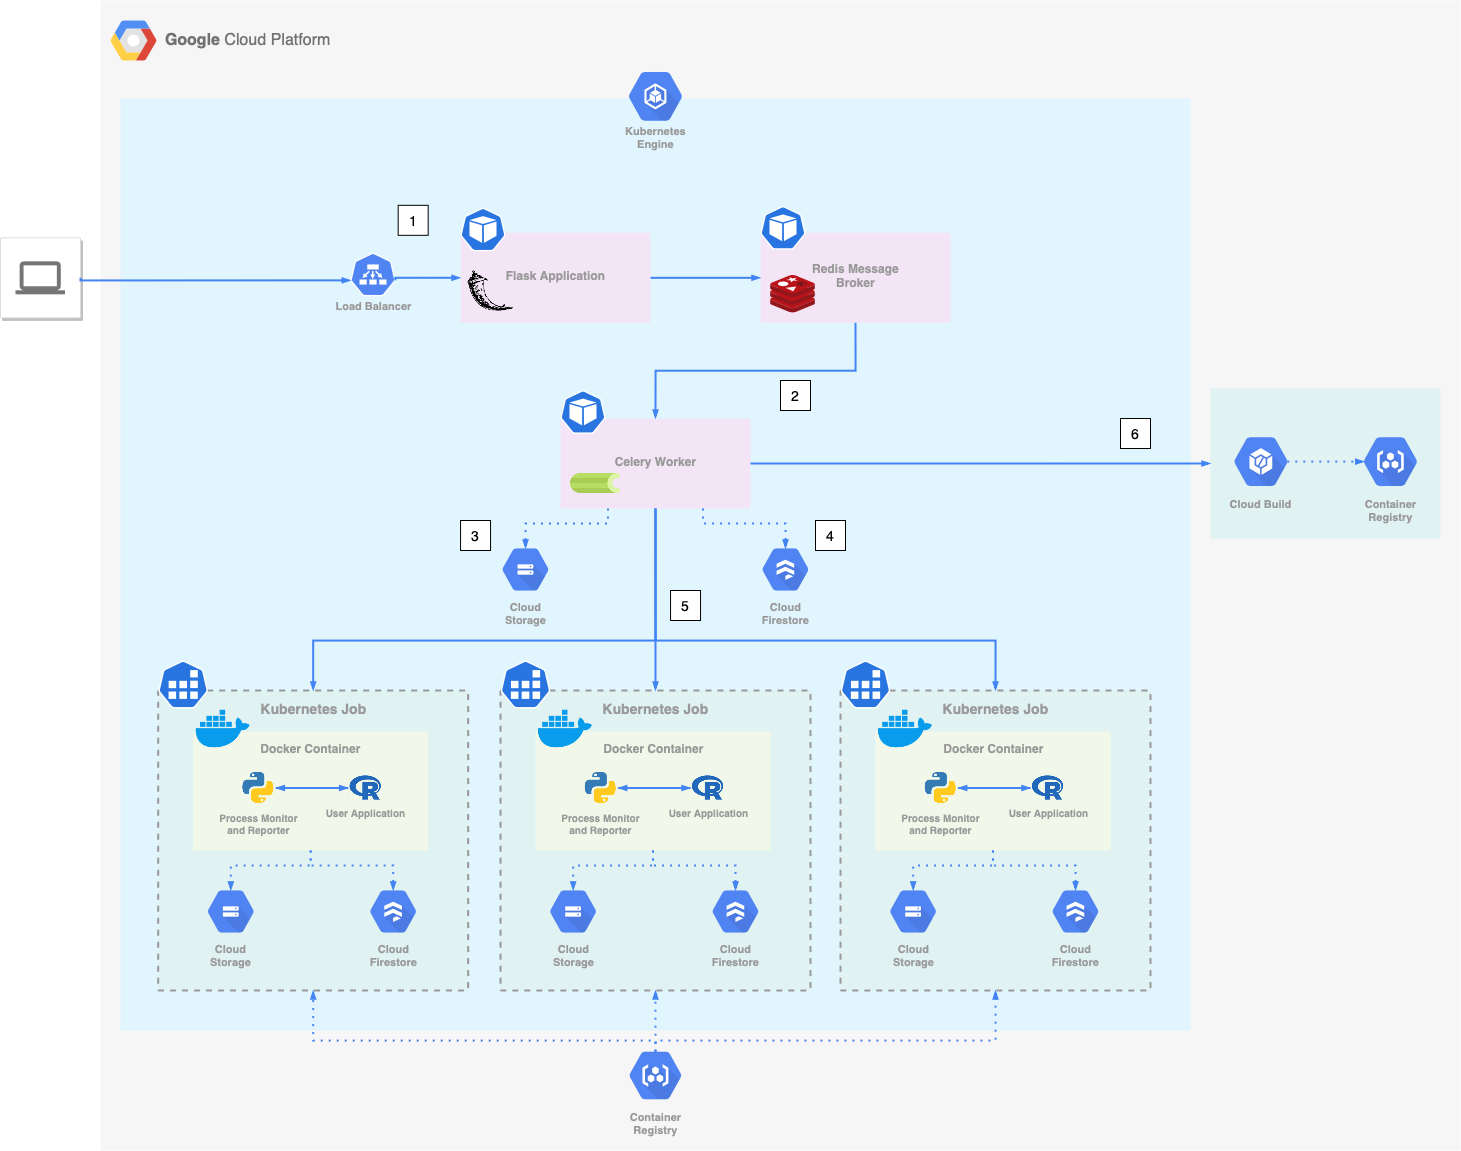 Google Cloud Platform
Kubernetes
Engine
1
Flask Application
Redis Message
Broker
Load Balancer
2
6
Celery Worker
Cloud Build
Container
Registry
3
4
Cloud
Storage
5
Cloud
Firestore
Kubernetes Job
Docker Container
Process Monitor
and Reporter
User Application
Cloud
Storage
Cloud
Firestore
Kubernetes Job
Docker Container
Process Monitor
and Reporter
User Application
Cloud
Storage
Cloud
Firestore
Kubernetes Job
Docker Container
Process Monitor
and Reporter
User Application
Cloud
Storage
Cloud
Firestore
Container
Registry